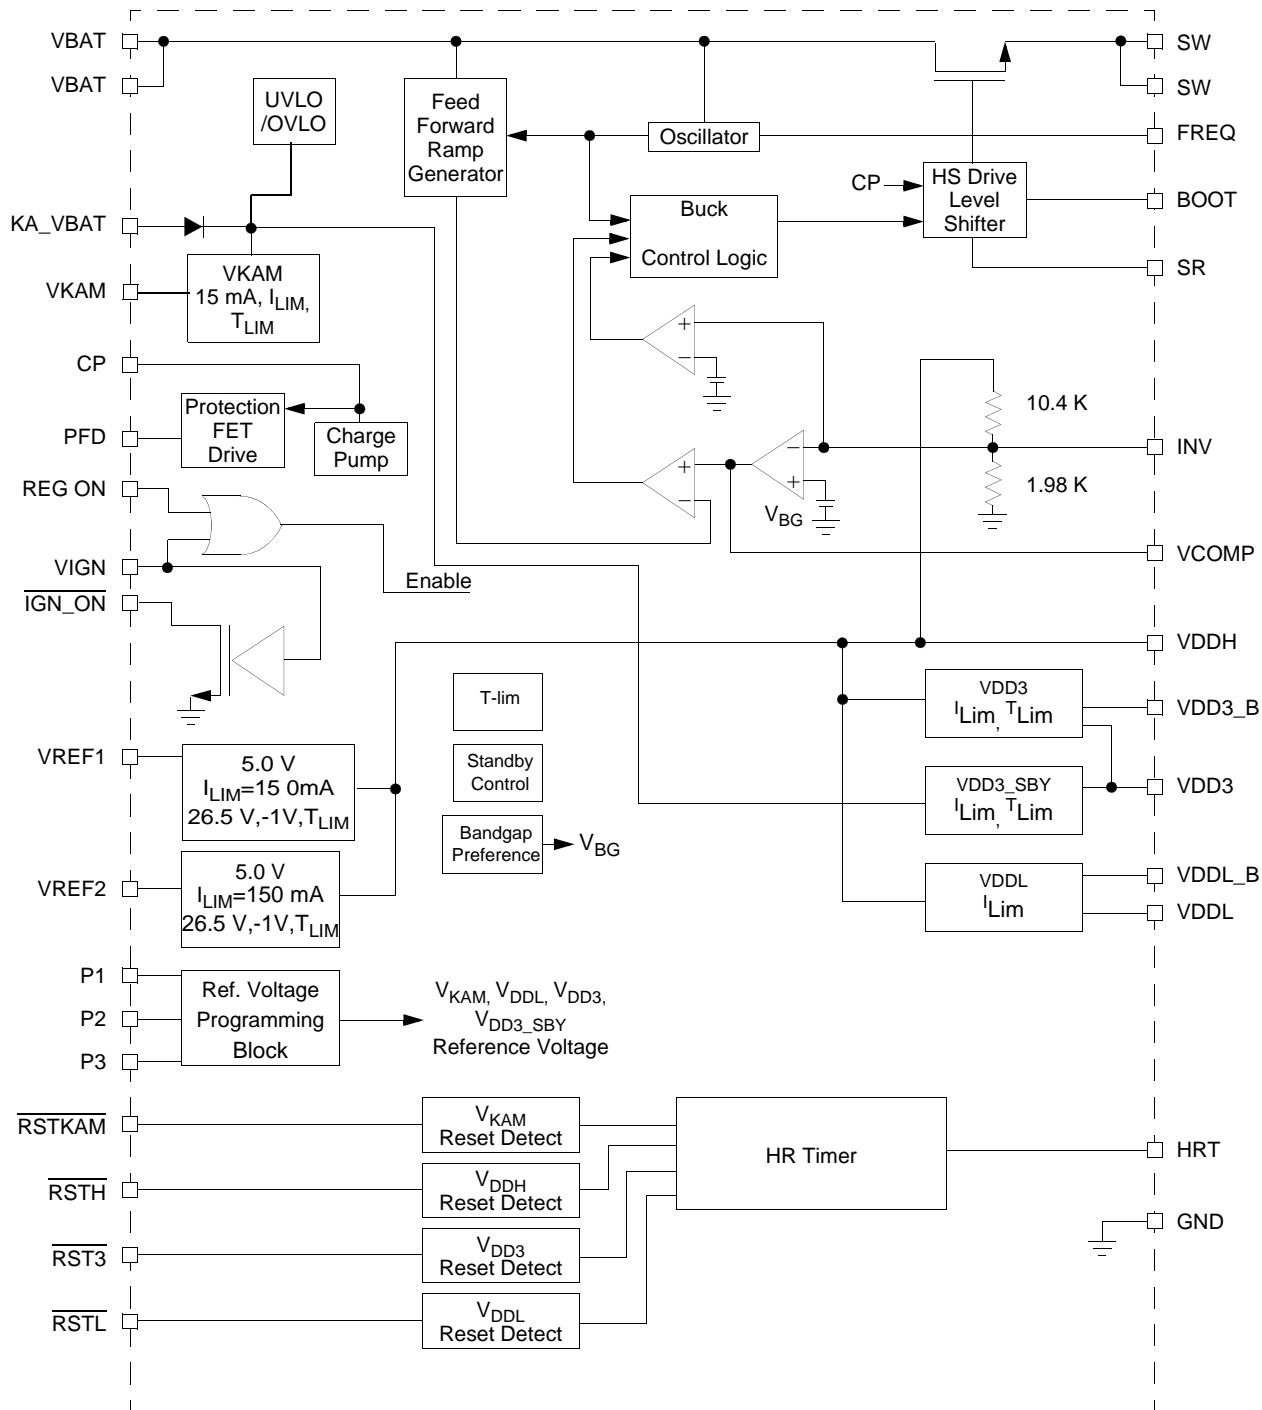 VBAT
SW
VBAT
SW
UVLO
/OVLO
Feed
Forward
Ramp
Generator
Oscillator
FREQ
CP
HS Drive
Level
Shifter
BOOT
Buck
Control Logic
KA_VBAT
SR
VKAM
VKAM
15 mA, ILIM,
TLIM
+
−
CP
10.4 K
Protection
FET
Drive
Charge
Pump
PFD
−
+
INV
+
−
1.98 K
REG ON
VBG
VCOMP
VIGN
Enable
IGN_ON
VDDH
T-lim
VDD3
ILim, TLim
VDD3_B
VREF1
5.0 V
ILIM=15 0mA
26.5 V,-1V,TLIM
Standby
Control
VDD3_SBY
ILim, TLim
VDD3
Bandgap
Preference
VBG
VREF2
5.0 V
ILIM=150 mA
26.5 V,-1V,TLIM
VDDL
ILim
VDDL_B
VDDL
P1
P2
P3
Ref. Voltage
Programming
Block
VKAM, VDDL, VDD3,
VDD3_SBY
Reference Voltage
RSTKAM
VKAM
Reset Detect
HR Timer
HRT
RSTH
VDDH
Reset Detect
GND
RST3
VDD3
Reset Detect
RSTL
VDDL
Reset Detect